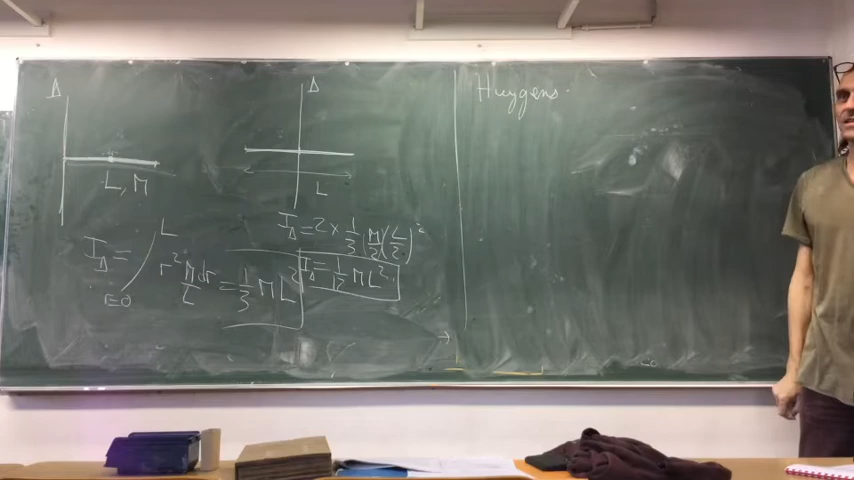 Δ
L, M
I_Δ = ∫_{r=0}^{L} r² M/L dr = 1/3 ML²
Δ
L
I_Δ = 2 × 1/3 (M/2)(L/2)²
I_Δ = 1/12 ML².
Huygens.